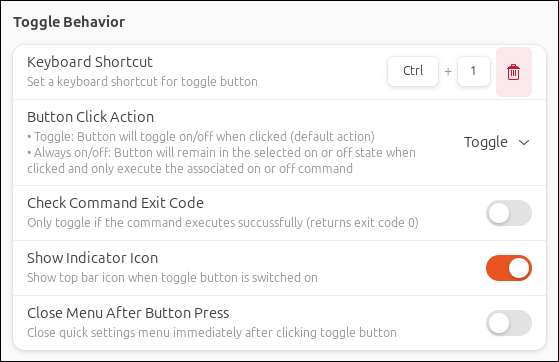 Toggle Behavior
Keyboard Shortcut
Set a keyboard shortcut for toggle button
Ctrl + 1
Button Click Action
• Toggle: Button will toggle on/off when clicked (default action)
• Always on/off: Button will remain in the selected on or off state when
clicked and only execute the associated on or off command
Toggle
Check Command Exit Code
Only toggle if the command executes succussfully (returns exit code 0)
Show Indicator Icon
Show top bar icon when toggle button is switched on
Close Menu After Button Press
Close quick settings menu immediately after clicking toggle button